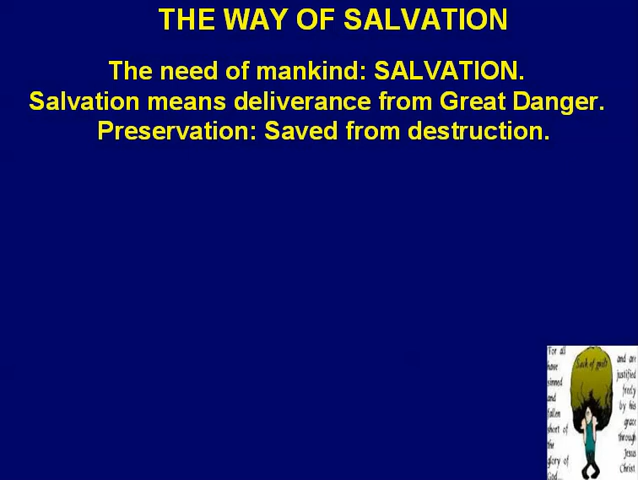 THE WAY OF SALVATION
The need of mankind: SALVATION.
Salvation means deliverance from Great Danger.
Preservation: Saved from destruction.
For all
have
sinned
and
fallen
short of
the
glory of
God...
Sack of guilt
and are
justified
freely
by his
grace
through
Jesus
Christ